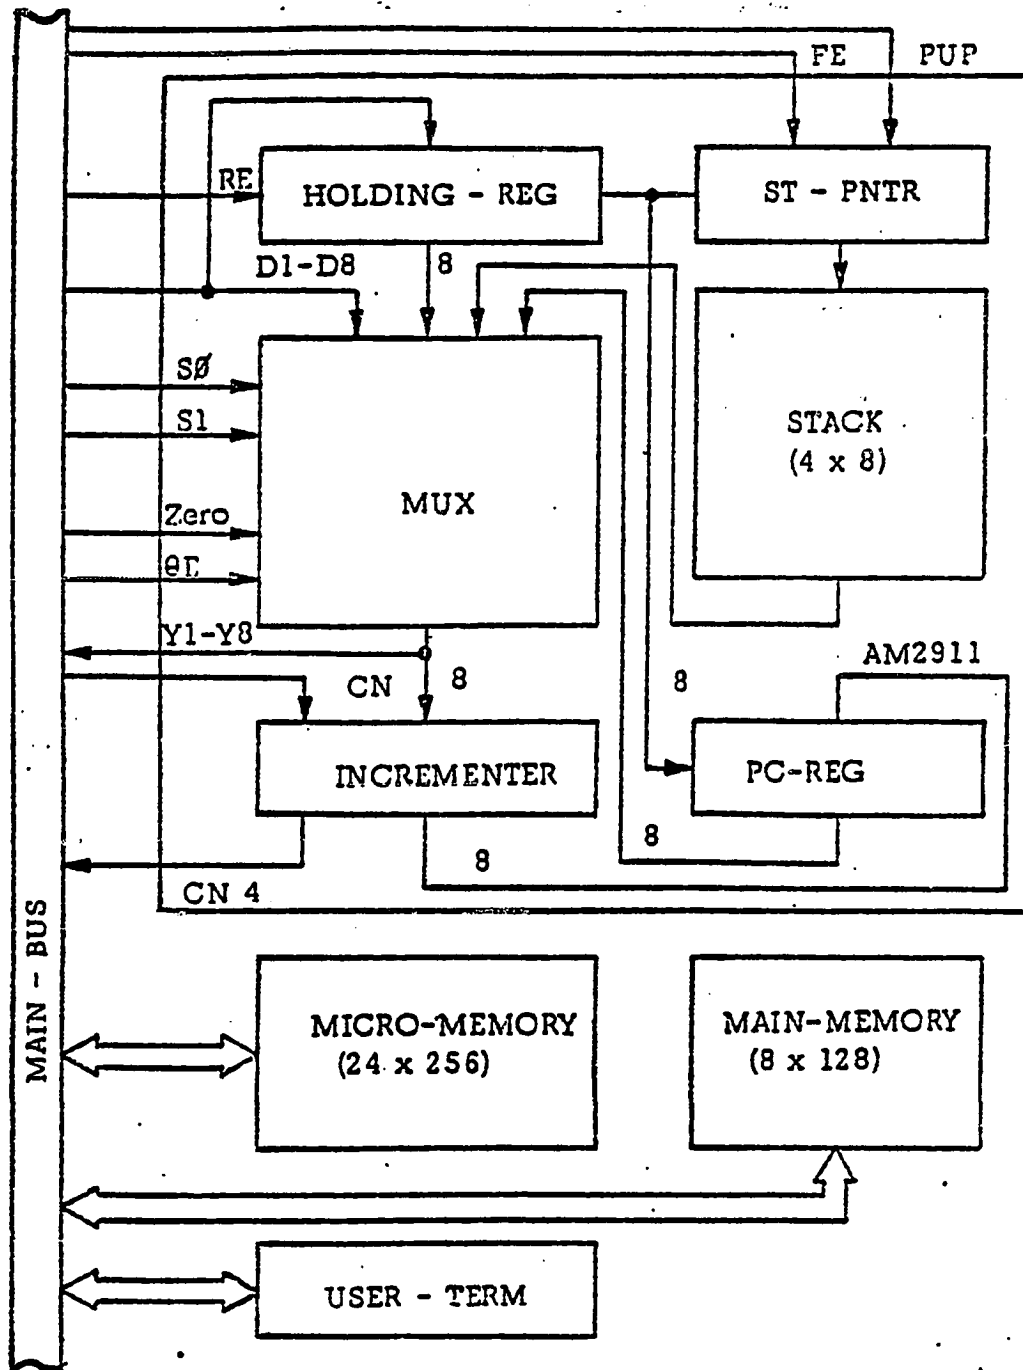 FE PUP
RE
HOLDING - REG
ST - PNTR
D1-D8
8
SØ
S1
STACK
(4 x 8)
MUX
Zero
θE
Y1-Y8
AM2911
CN
8
8
INCREMENTER
PC-REG
8
8
CN 4
MAIN - BUS
MICRO-MEMORY
(24 x 256)
MAIN-MEMORY
(8 x 128)
USER - TERM